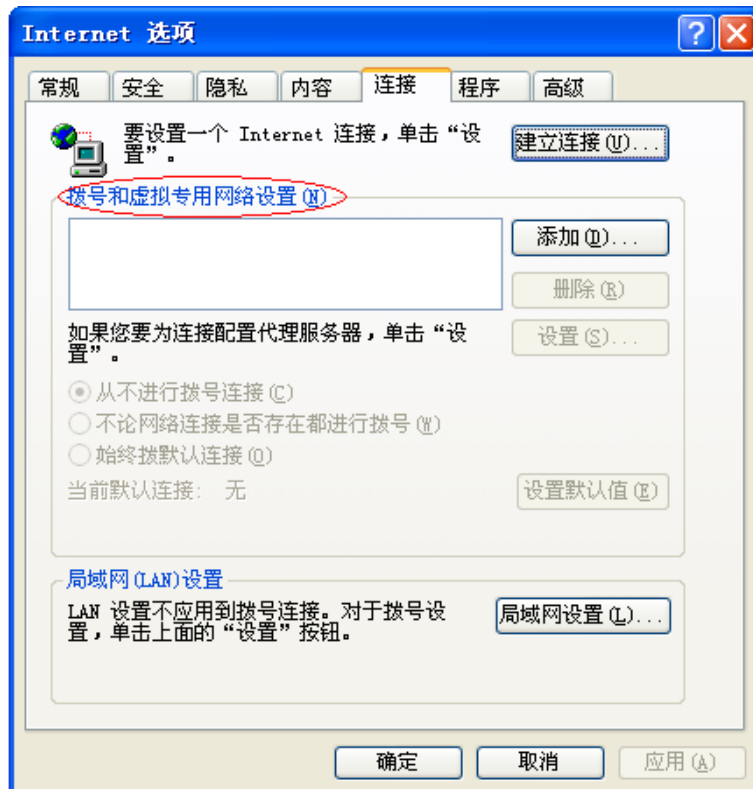 Internet 选项
常规 安全 隐私 内容 连接 程序 高级
要设置一个 Internet 连接，单击“设
置”。
建立连接(U)...
拨号和虚拟专用网络设置(N)
添加(D)...
删除(R)
如果您要为连接配置代理服务器，单击“设
置”。
设置(S)...
从不进行拨号连接(C)
不论网络连接是否存在都进行拨号(W)
始终拨默认连接(O)
当前默认连接： 无
设置默认值(E)
局域网(LAN)设置
LAN 设置不应用到拨号连接。对于拨号设
置，单击上面的“设置”按钮。
局域网设置(L)...
确定 取消 应用(A)